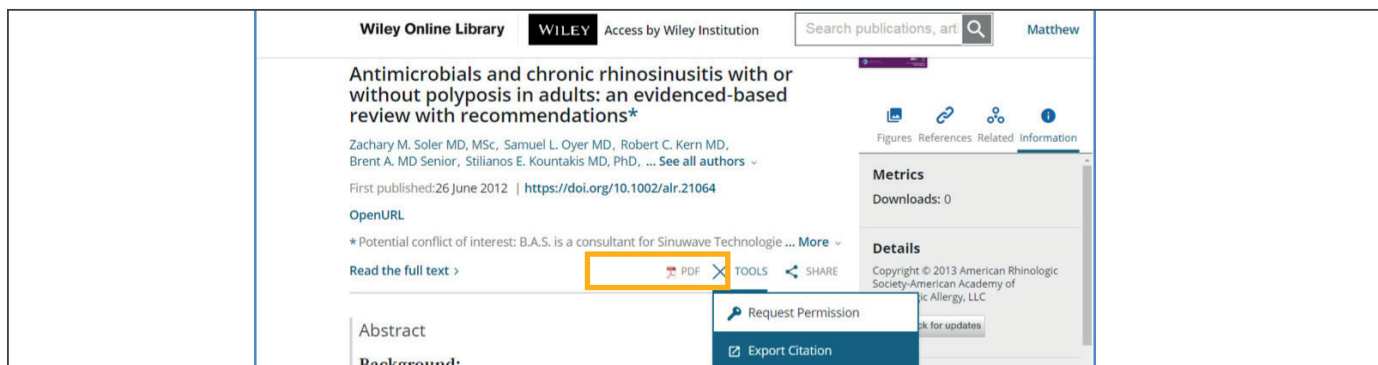 Wiley Online Library WILEY Access by Wiley Institution Search publications, art Matthew
Antimicrobials and chronic rhinosinusitis with or
without polyposis in adults: an evidenced-based
review with recommendations*
Zachary M. Soler MD, MSc, Samuel L. Oyer MD, Robert C. Kern MD,
Brent A. MD Senior, Stilianos E. Kountakis MD, PhD, ... See all authors
First published:26 June 2012 | https://doi.org/10.1002/alr.21064
OpenURL
* Potential conflict of interest: B.A.S. is a consultant for Sinuwave Technologie ... More
Read the full text >
PDF TOOLS SHARE
Request Permission
Export Citation
Abstract
Background:
Figures References Related Information
Metrics
Downloads: 0
Details
Copyright © 2013 American Rhinologic
Society-American Academy of
ic Allergy, LLC
k for updates